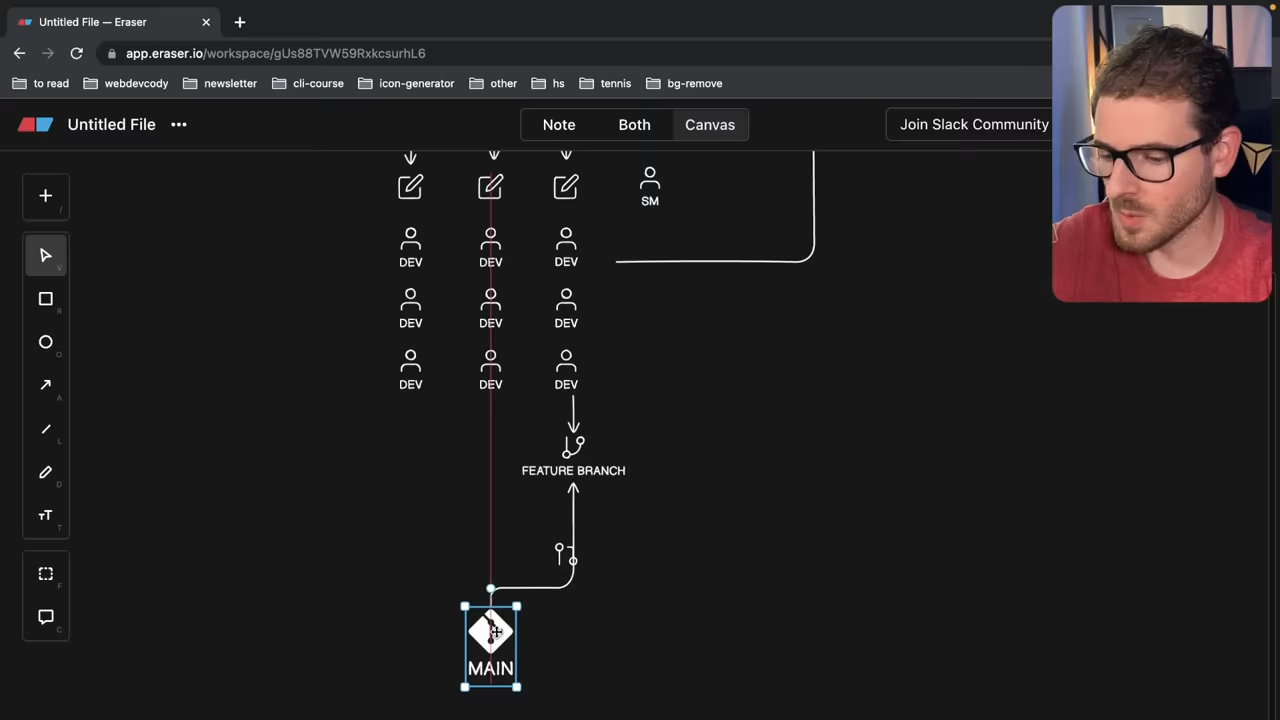 Untitled File — Eraser
app.eraser.io/workspace/gUs88TVW59RxkcsurhL6
to read webdevcody newsletter cli-course icon-generator other hs tennis bg-remove
Untitled File
Note Both Canvas
Join Slack Community
/
V
R
O
A
L
D
T
F
C
SM
DEV DEV DEV
DEV DEV DEV
DEV DEV DEV
FEATURE BRANCH
MAIN